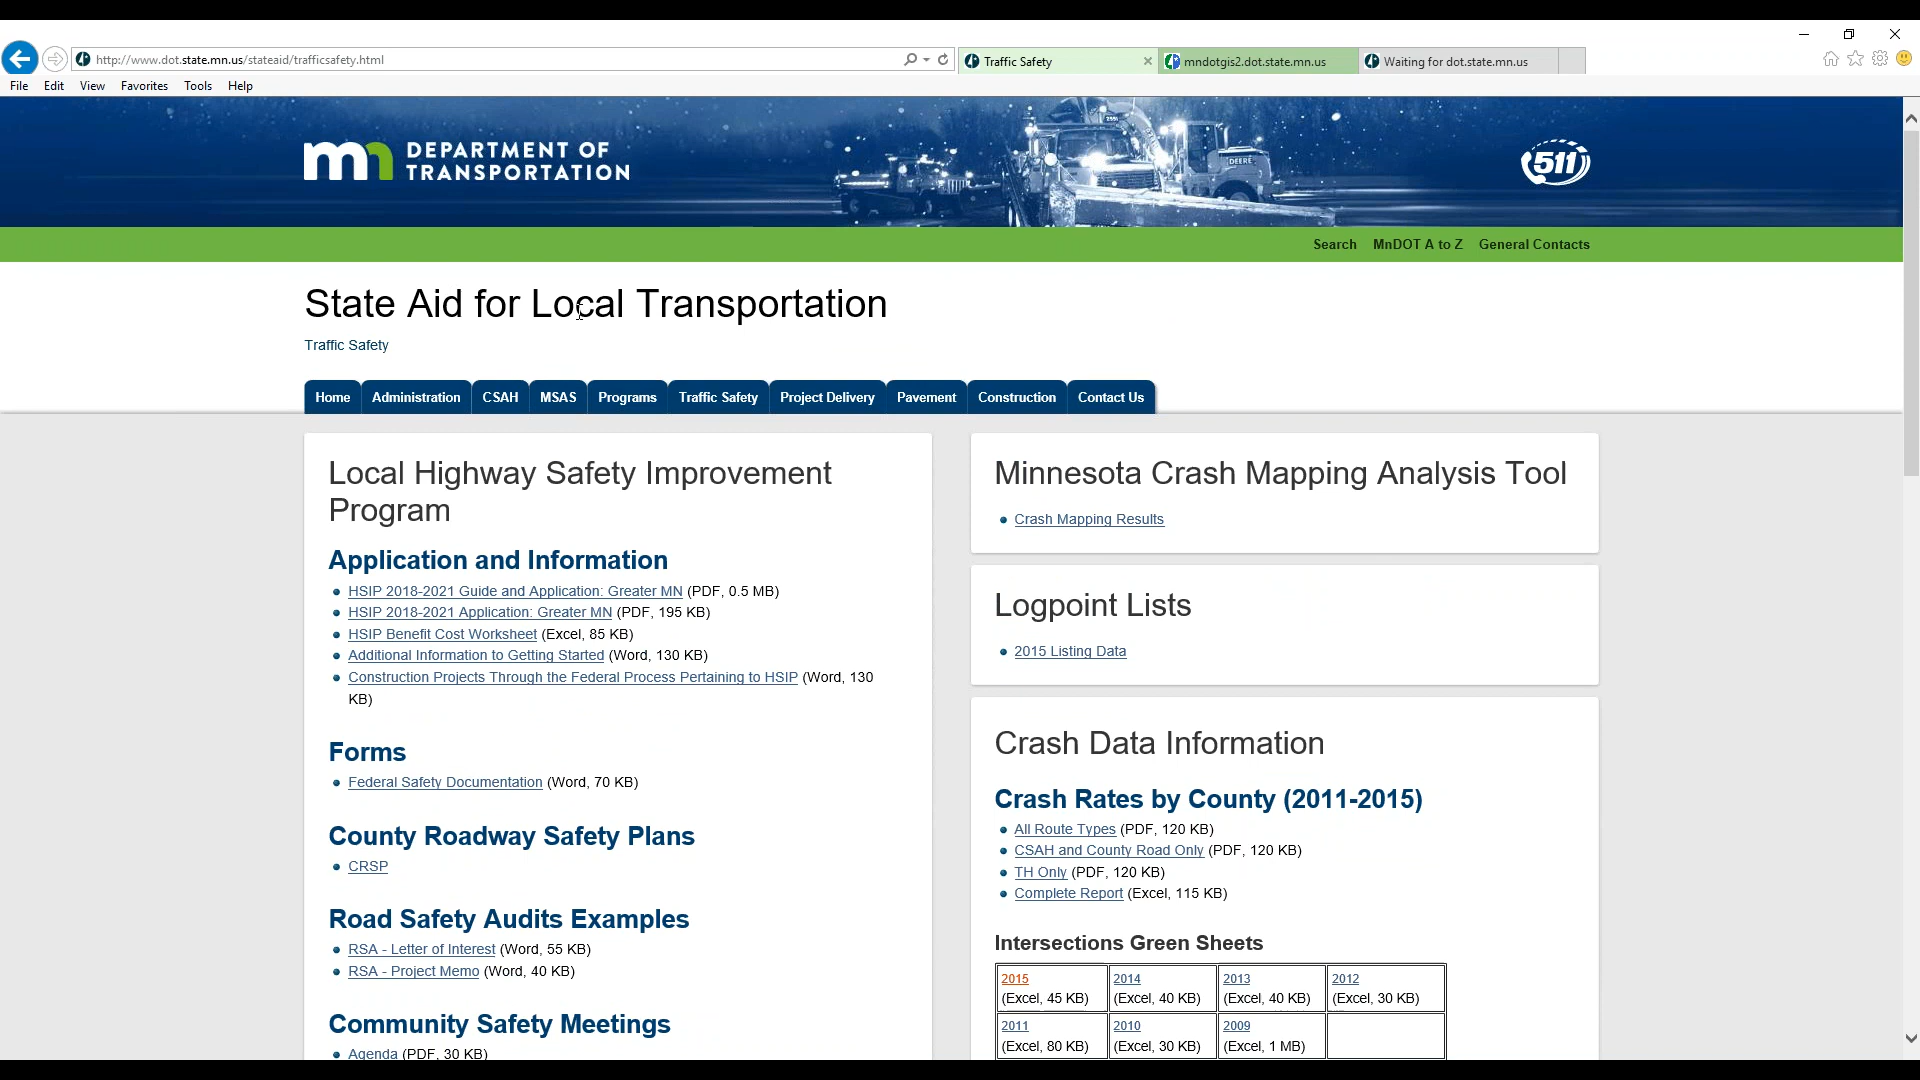 http://www.dot.state.mn.us/stateaid/trafficsafety.html
Traffic Safety
mndotgis2.dot.state.mn.us
Waiting for dot.state.mn.us
File Edit View Favorites Tools Help
mn DEPARTMENT OF
TRANSPORTATION
DEERE
511
Search MnDOT A to Z General Contacts
State Aid for Local Transportation
Traffic Safety
Home Administration CSAH MSAS Programs Traffic Safety Project Delivery Pavement Construction Contact Us
Local Highway Safety Improvement
Program
Application and Information
HSIP 2018-2021 Guide and Application: Greater MN (PDF, 0.5 MB)
HSIP 2018-2021 Application: Greater MN (PDF, 195 KB)
HSIP Benefit Cost Worksheet (Excel, 85 KB)
Additional Information to Getting Started (Word, 130 KB)
Construction Projects Through the Federal Process Pertaining to HSIP (Word, 130
KB)
Forms
Federal Safety Documentation (Word, 70 KB)
County Roadway Safety Plans
CRSP
Road Safety Audits Examples
RSA - Letter of Interest (Word, 55 KB)
RSA - Project Memo (Word, 40 KB)
Community Safety Meetings
Agenda (PDF, 30 KB)
Minnesota Crash Mapping Analysis Tool
Crash Mapping Results
Logpoint Lists
2015 Listing Data
Crash Data Information
Crash Rates by County (2011-2015)
All Route Types (PDF, 120 KB)
CSAH and County Road Only (PDF, 120 KB)
TH Only (PDF, 120 KB)
Complete Report (Excel, 115 KB)
Intersections Green Sheets
2015 2014 2013 2012
(Excel, 45 KB) (Excel, 40 KB) (Excel, 40 KB) (Excel, 30 KB)
2011 2010 2009
(Excel, 80 KB) (Excel, 30 KB) (Excel, 1 MB)